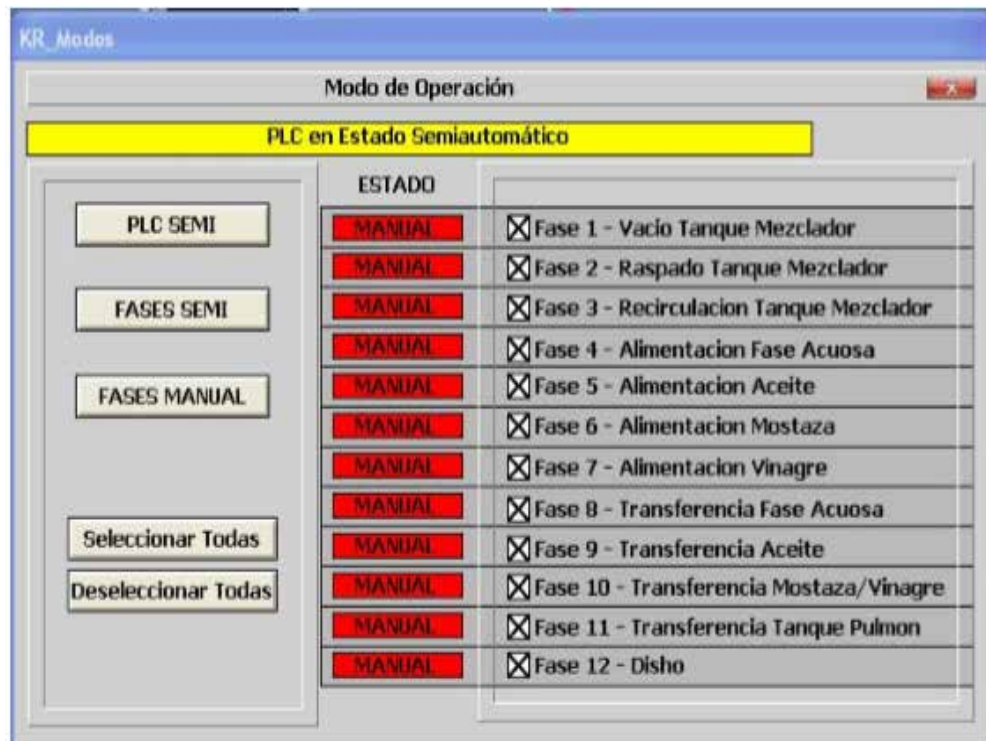 KR_Modos
Modo de Operación
X
PLC en Estado Semiautomático
ESTADO
PLC SEMI
FASES SEMI
FASES MANUAL
Seleccionar Todas
Deseleccionar Todas
MANUAL Fase 1 - Vacio Tanque Mezclador
MANUAL Fase 2 - Raspado Tanque Mezclador
MANUAL Fase 3 - Recirculacion Tanque Mezclador
MANUAL Fase 4 - Alimentacion Fase Acuosa
MANUAL Fase 5 - Alimentacion Aceite
MANUAL Fase 6 - Alimentacion Mostaza
MANUAL Fase 7 - Alimentacion Vinagre
MANUAL Fase 8 - Transferencia Fase Acuosa
MANUAL Fase 9 - Transferencia Aceite
MANUAL Fase 10 - Transferencia Mostaza/Vinagre
MANUAL Fase 11 - Transferencia Tanque Pulmon
MANUAL Fase 12 - Disho